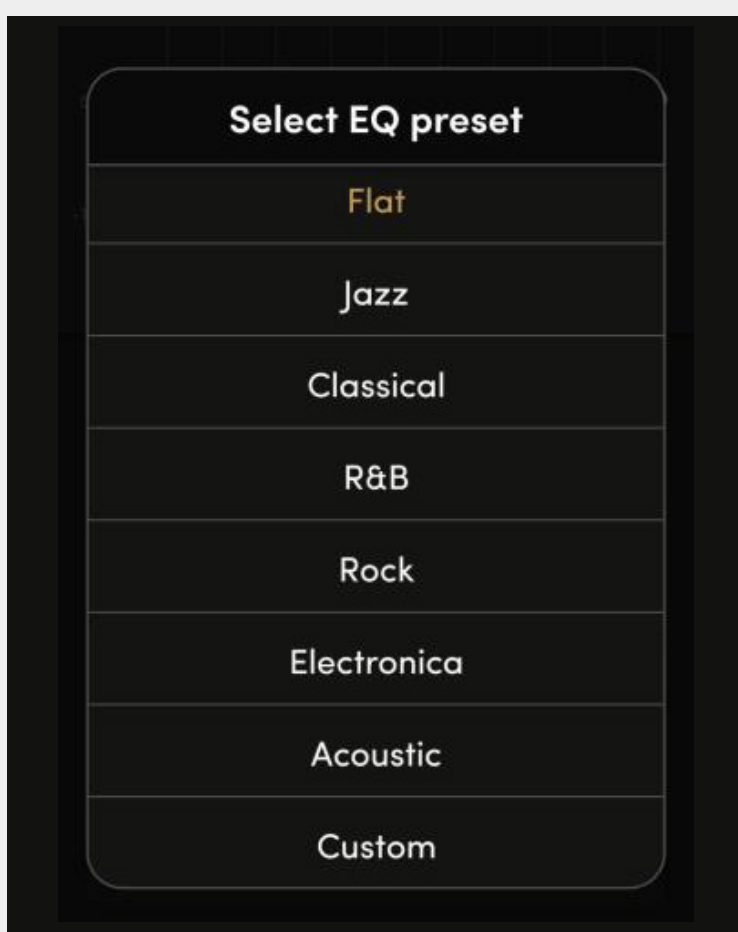 Select EQ preset
Flat
Jazz
Classical
R&B
Rock
Electronica
Acoustic
Custom